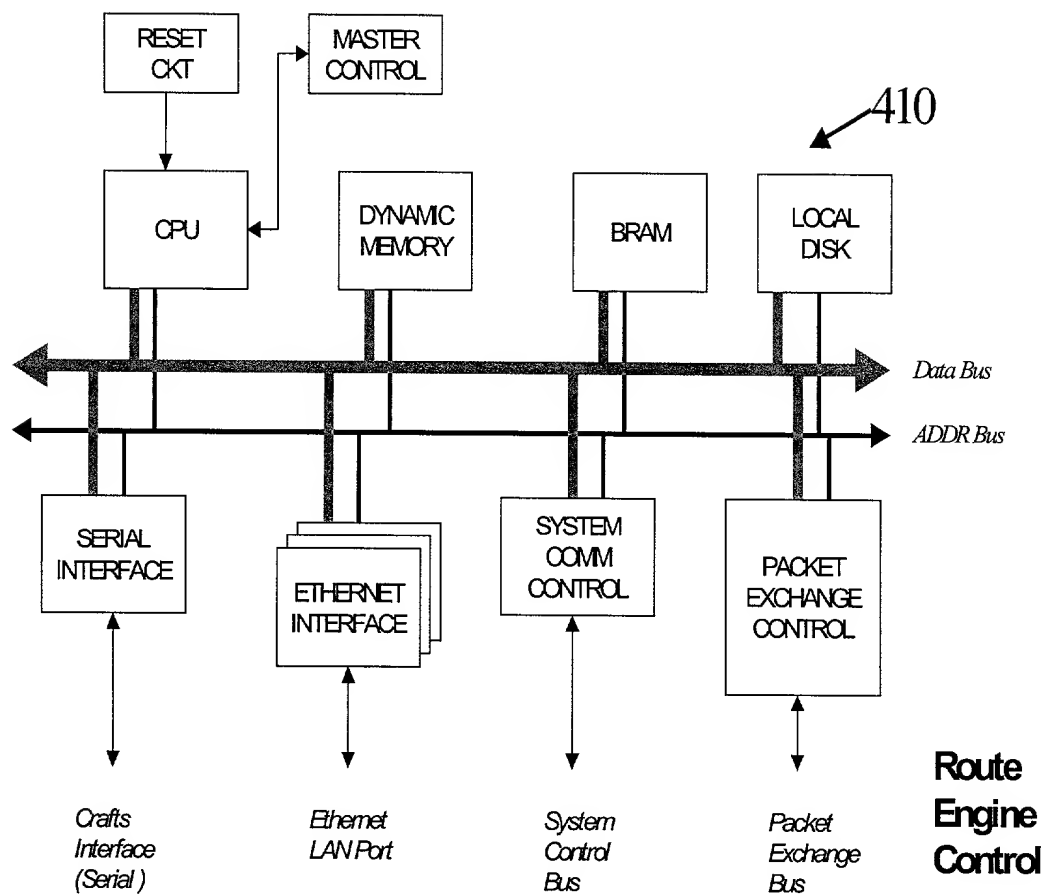 RESET
CKT
MASTER
CONTROL
410
CPU
DYNAMIC
MEMORY
BRAM
LOCAL
DISK
Data Bus
ADDR Bus
SERIAL
INTERFACE
ETHERNET
INTERFACE
SYSTEM
COMM
CONTROL
PACKET
EXCHANGE
CONTROL
Crafts
Interface
(Serial )
Ethernet
LAN Port
System
Control
Bus
Packet
Exchange
Bus
Route
Engine
Control